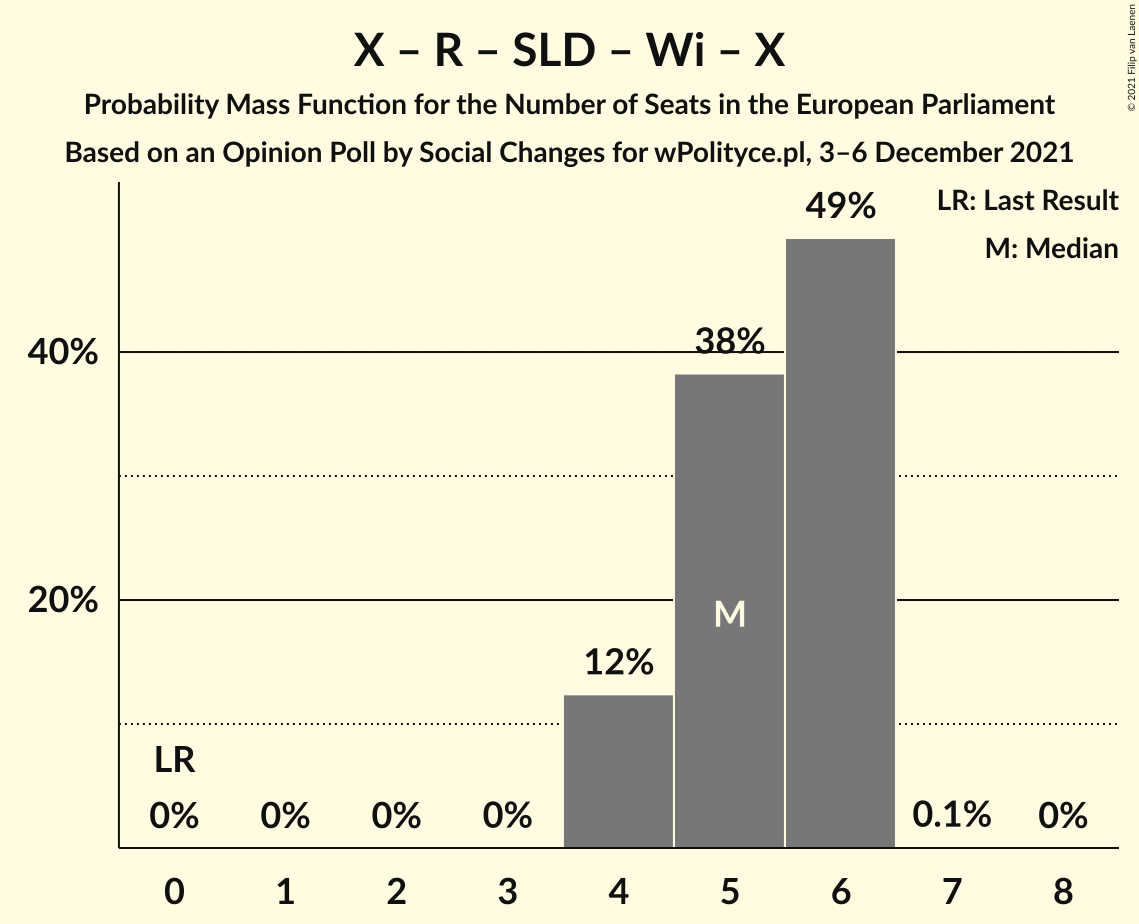 X – R – SLD – Wi – X
Probability Mass Function for the Number of Seats in the European Parliament
Based on an Opinion Poll by Social Changes for wPolityce.pl, 3–6 December 2021
© 2021 Filip van Laenen
LR: Last Result
M: Median
49%
38%
40%
20%
M
12%
LR
0%
0%
0%
0%
0.1%
0%
0
1
2
3
4
5
6
7
8